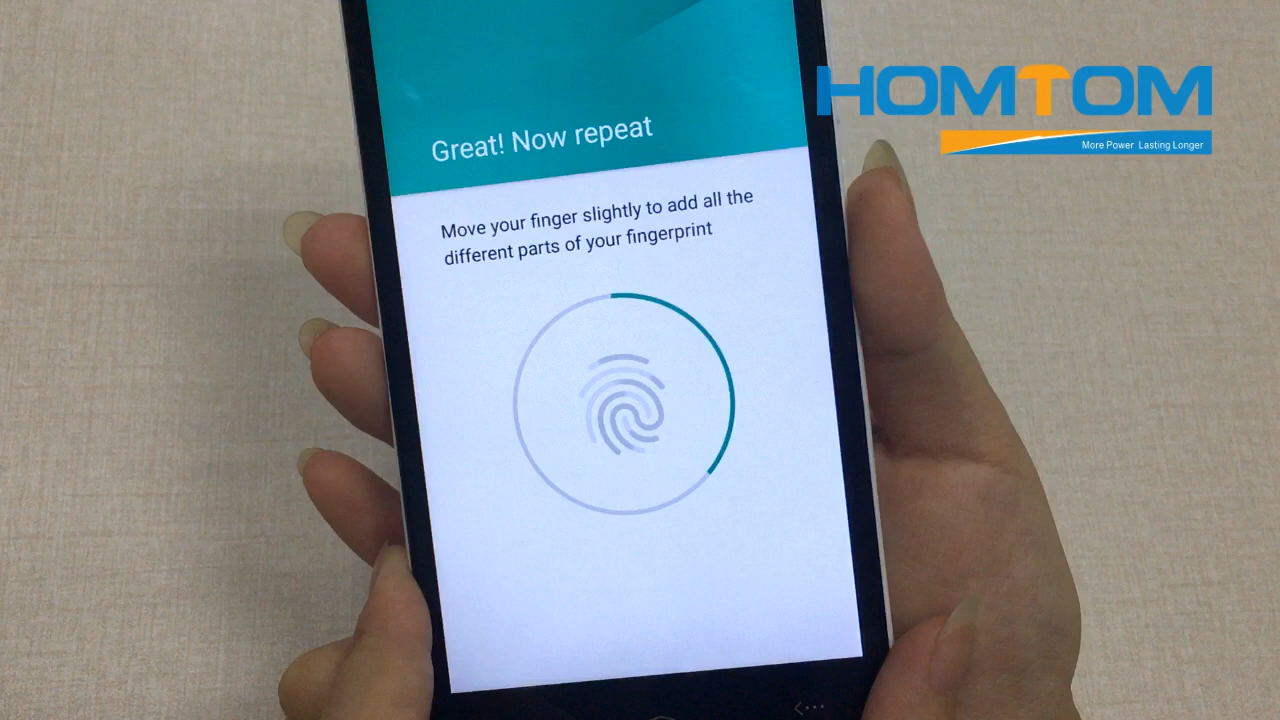 HOMTOM
More Power Lasting Longer
Great! Now repeat
Move your finger slightly to add all the
different parts of your fingerprint